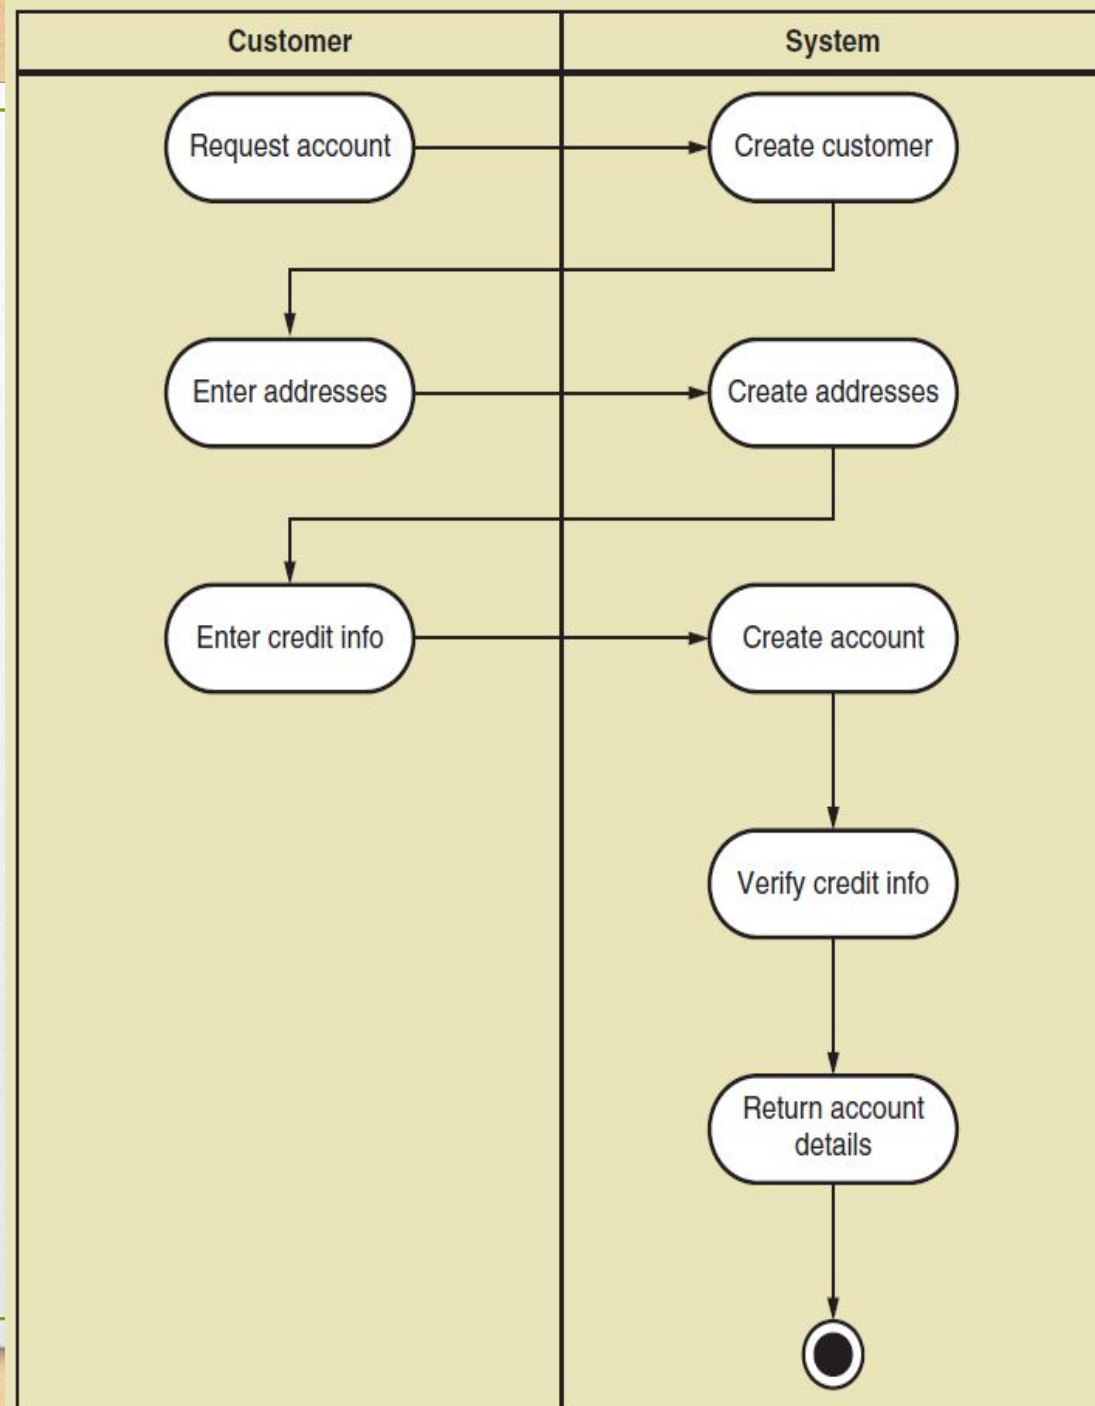 Customer
System
Request account
Create customer
Enter addresses
Create addresses
Enter credit info
Create account
Verify credit info
Return account
details